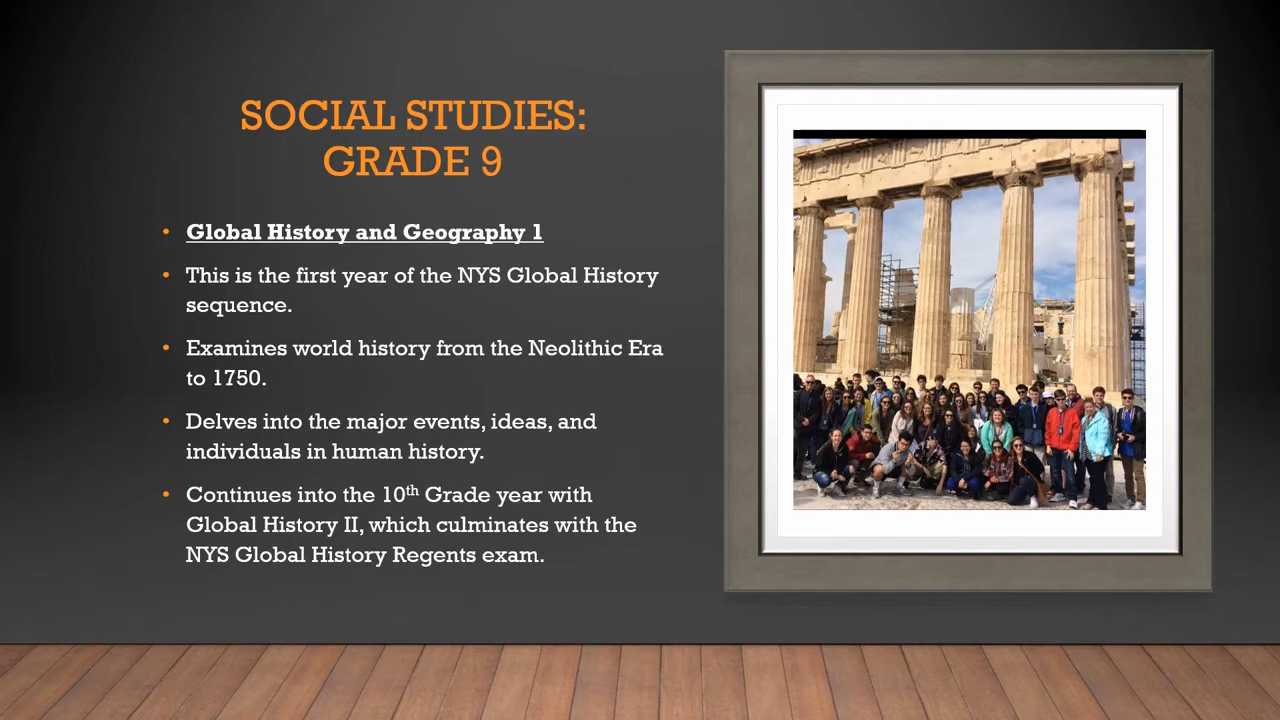 SOCIAL STUDIES:
GRADE 9
• Global History and Geography 1
• This is the first year of the NYS Global History
sequence.
• Examines world history from the Neolithic Era
to 1750.
• Delves into the major events, ideas, and
individuals in human history.
• Continues into the 10th Grade year with
Global History II, which culminates with the
NYS Global History Regents exam.